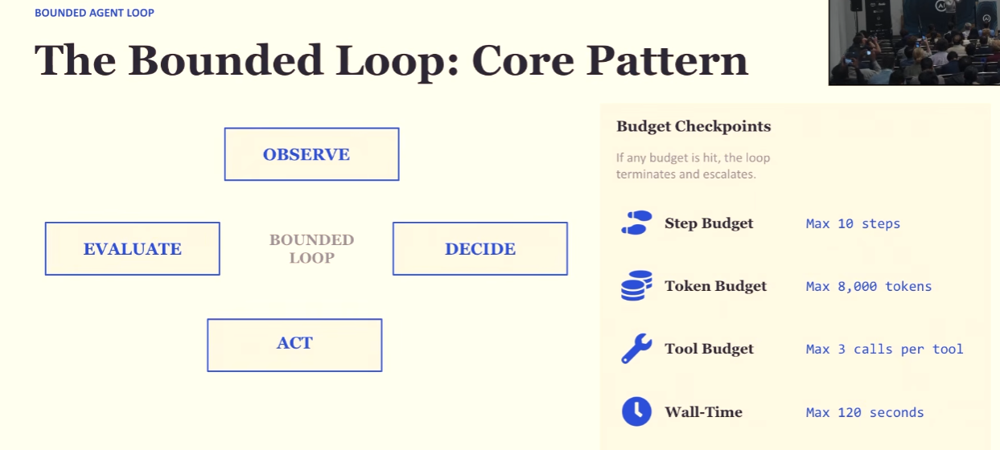 BOUNDED AGENT LOOP
The Bounded Loop: Core Pattern
OBSERVE
EVALUATE
BOUNDED
LOOP
DECIDE
ACT
Budget Checkpoints
If any budget is hit, the loop
terminates and escalates.
Step Budget Max 10 steps
Token Budget Max 8,000 tokens
Tool Budget Max 3 calls per tool
Wall-Time Max 120 seconds